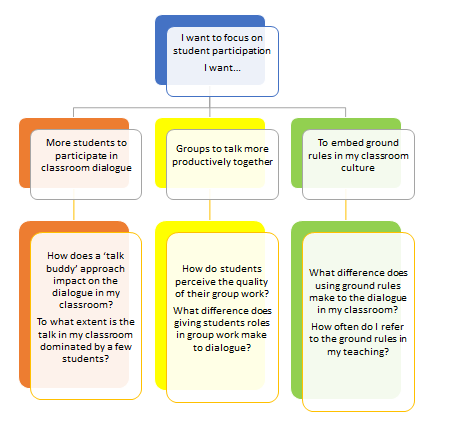 I want to focus on
student participation
I want...
More students to
participate in
classroom dialogue
Groups to talk more
productively together
To embed ground
rules in my classroom
culture
How does a ‘talk
buddy’ approach
impact on the
dialogue in my
classroom?
To what extent is the
talk in my classroom
dominated by a few
students?
How do students
perceive the quality
of their group work?
What difference does
giving students roles
in group work make
to dialogue?
What difference does
using ground rules
make to the dialogue
in my classroom?
How often do I refer
to the ground rules in
my teaching?